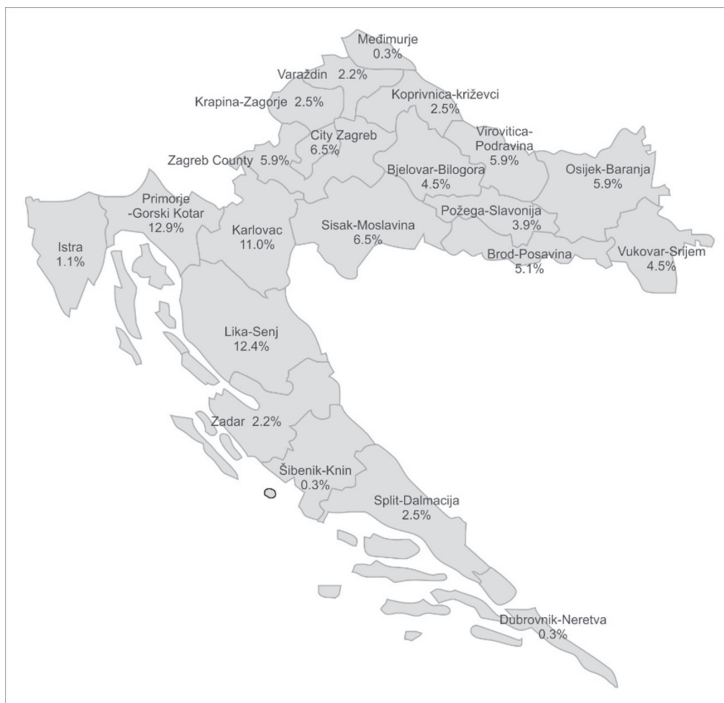 Međimurje
0.3%
Varaždin 2.2%
Krapina-Zagorje 2.5%
Koprivnica-križevci
2.5%
City Zagreb
6.5%
Virovitica-
Podravina
5.9%
Zagreb County 5.9%
Bjelovar-Bilogora
4.5%
Osijek-Baranja
5.9%
Primorje
-Gorski Kotar
12.9%
Karlovac
11.0%
Sisak-Moslavina
6.5%
Požega-Slavonija
3.9%
Istra
1.1%
Brod-Posavina
5.1%
Vukovar-Srijem
4.5%
Lika-Senj
12.4%
Zadar 2.2%
Šibenik-Knin
0.3%
Split-Dalmacija
2.5%
Dubrovnik-Neretva
0.3%